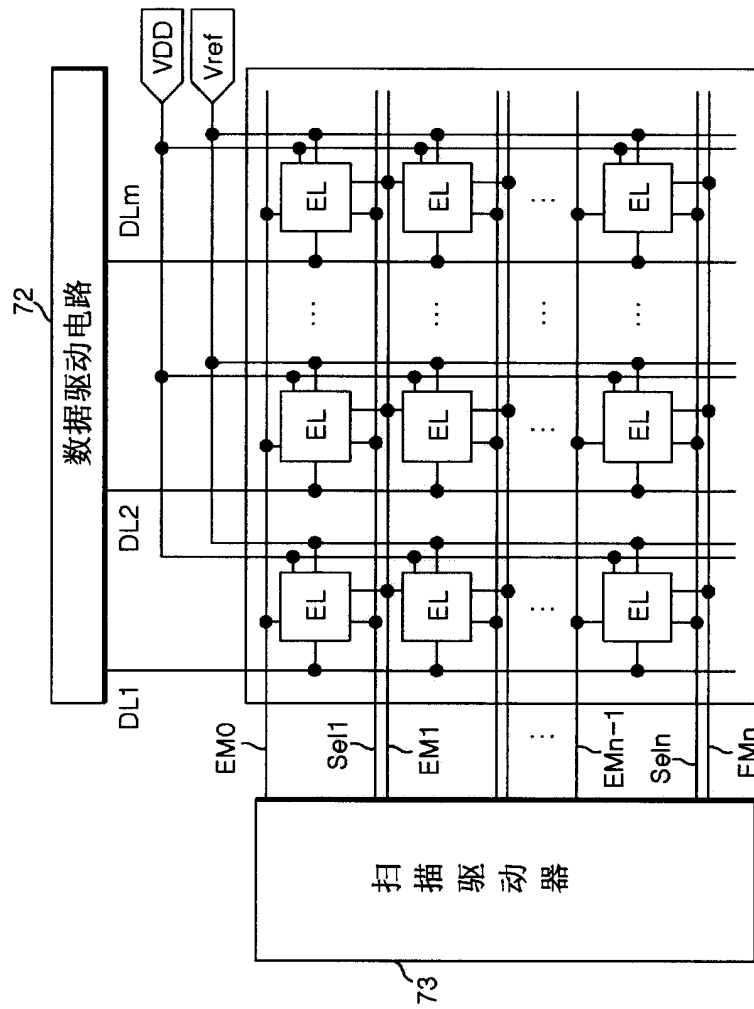 72
数据驱动电路
VDD
Vref
DL1
DL2
DLm
EM0
EL
...
EL
EL
Sel1
EM1
EL
EL
...
EL
...
...
...
...
...
EMn-1
EL
EL
...
EL
Seln
EMn
扫描驱动器
73